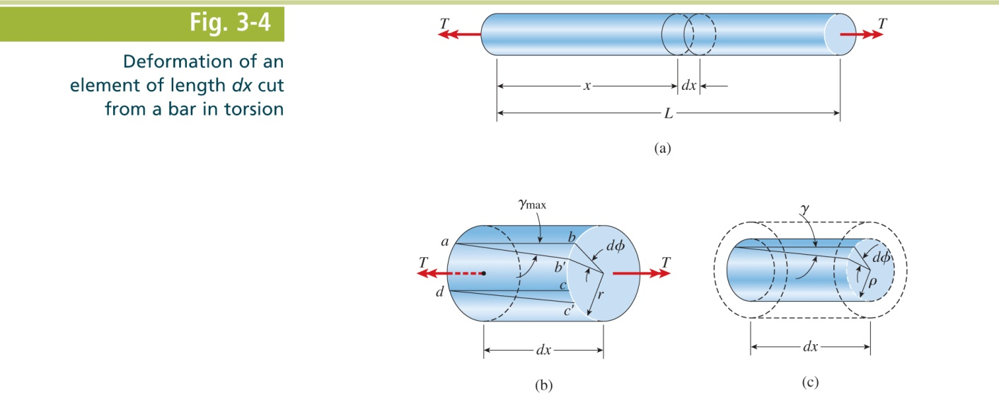 Fig. 3-4
Deformation of an
element of length dx cut
from a bar in torsion
T
T
x
dx
L
(a)
γmax
a
b
dϕ
T
b′
T
d
c
r
c′
dx
(b)
γ
dϕ
ρ
dx
(c)